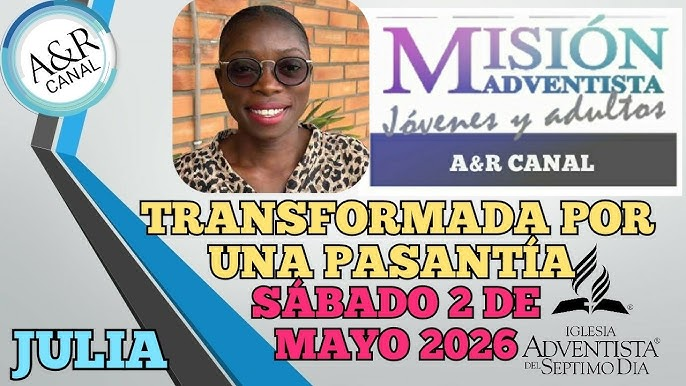 A&R
CANAL
MISIÓN
ADVENTISTA
Jóvenes y adultos
A&R CANAL
TRANSFORMADA POR
UNA PASANTÍA
SÁBADO 2 DE
MAYO 2026
JULIA
IGLESIA
ADVENTISTA®
DEL SÉPTIMO DÍA